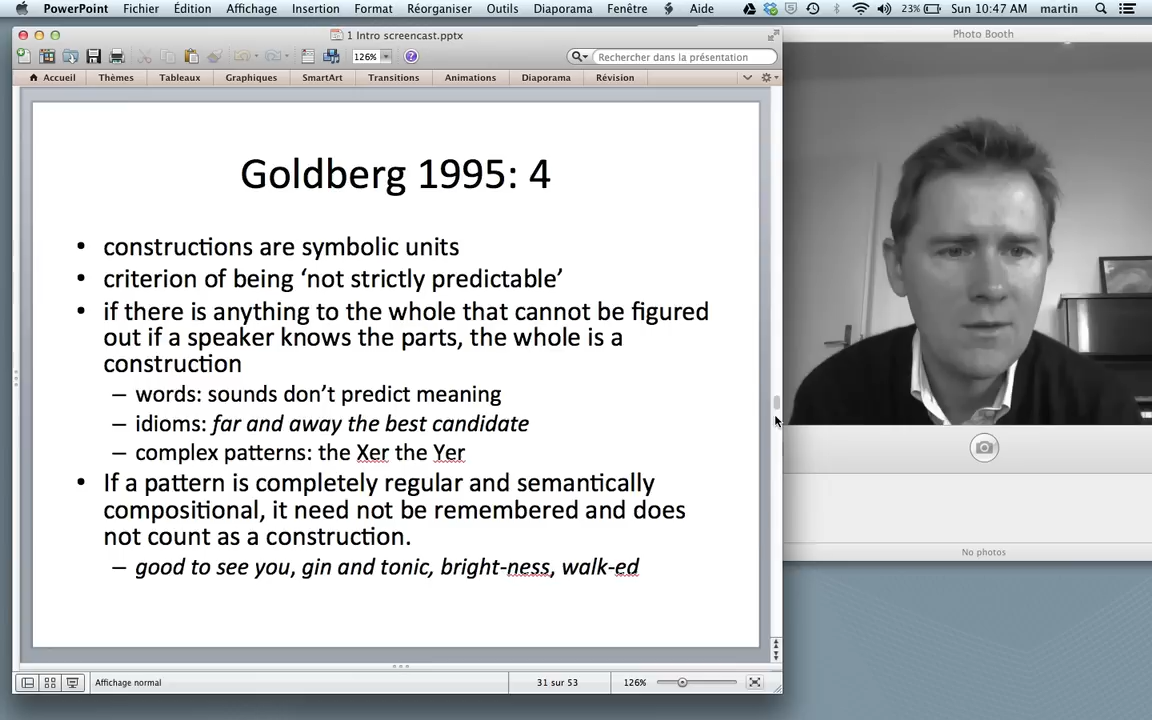 PowerPoint Fichier Édition Affichage Insertion Format Réorganiser Outils Diaporama Fenêtre Aide 23% Sun 10:47 AM martin
1 Intro screencast.pptx
Photo Booth
126% Rechercher dans la présentation
Accueil Thèmes Tableaux Graphiques SmartArt Transitions Animations Diaporama Révision
Goldberg 1995: 4
• constructions are symbolic units
• criterion of being ‘not strictly predictable’
• if there is anything to the whole that cannot be figured
out if a speaker knows the parts, the whole is a
construction
– words: sounds don’t predict meaning
– idioms: far and away the best candidate
– complex patterns: the Xer the Yer
• If a pattern is completely regular and semantically
compositional, it need not be remembered and does
not count as a construction.
– good to see you, gin and tonic, bright-ness, walk-ed
No photos
Affichage normal 31 sur 53 126%